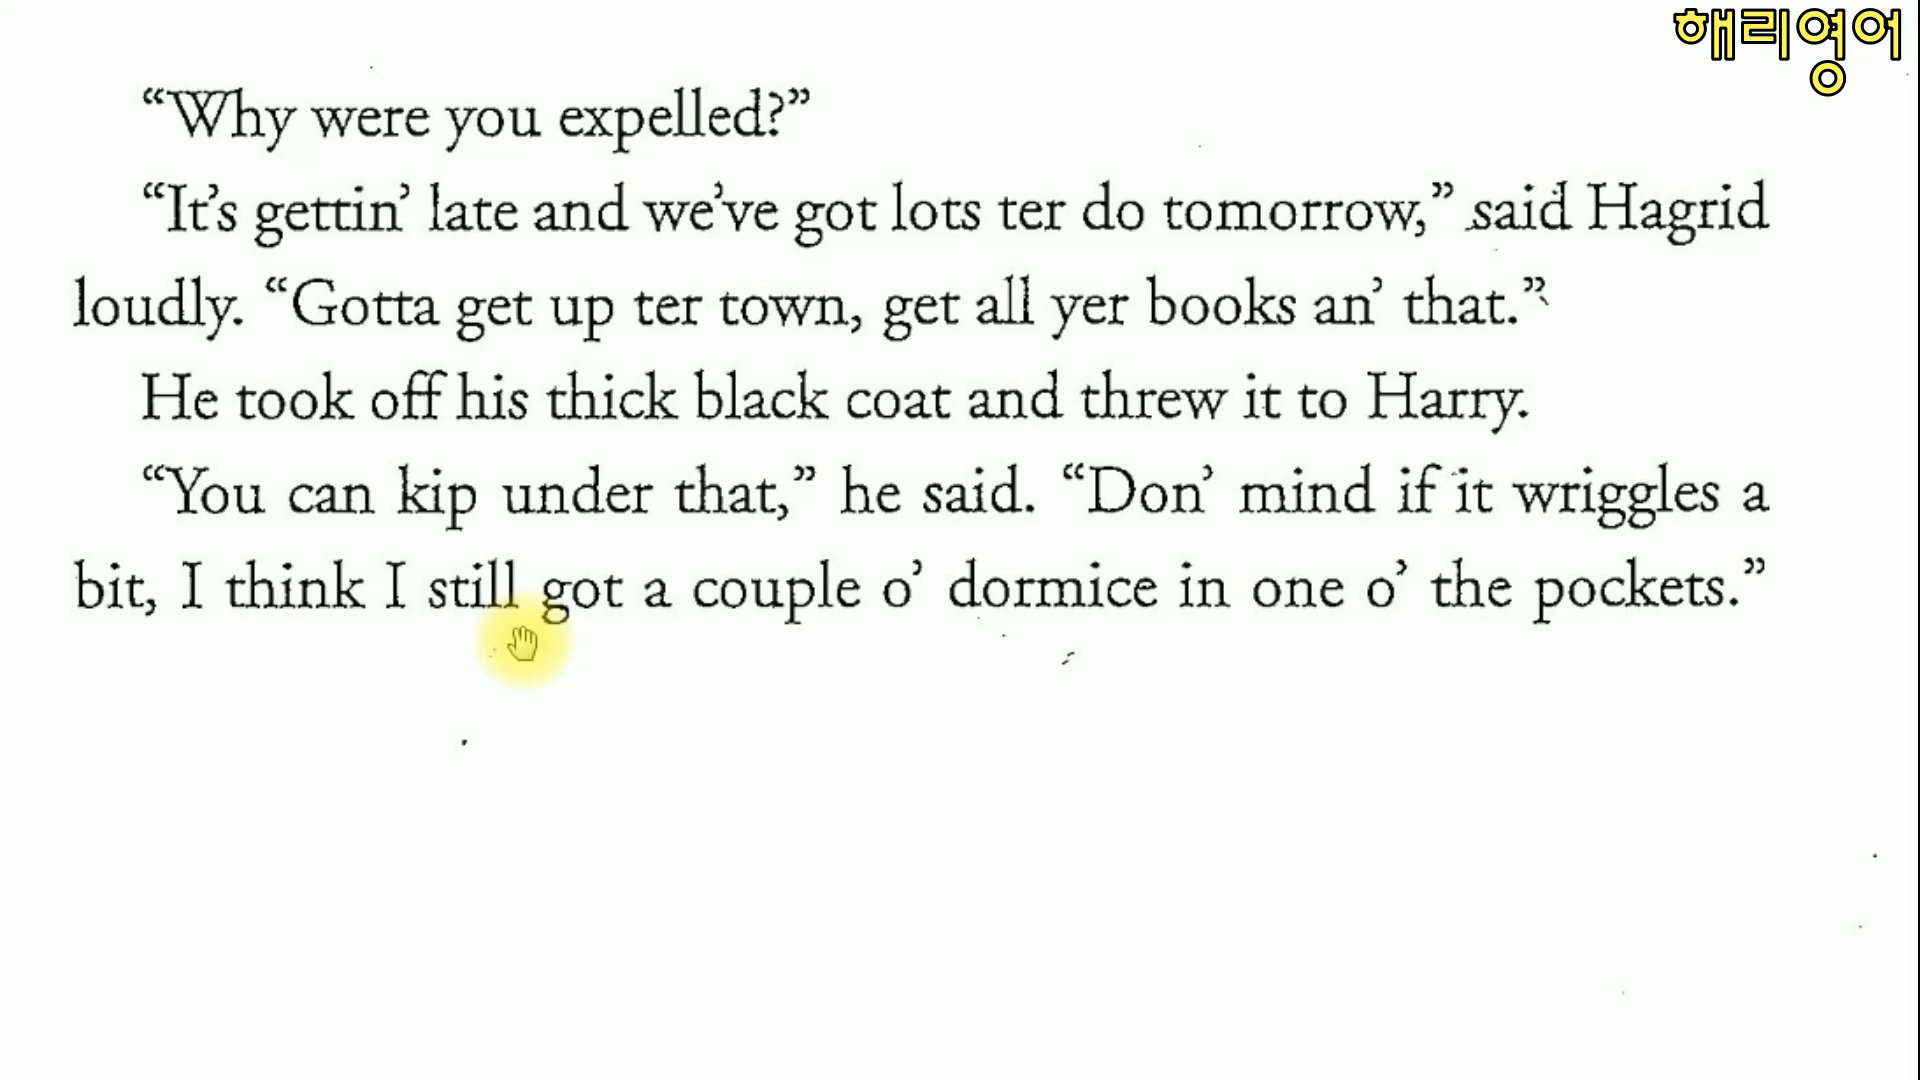 해리영어
“Why were you expelled?”
“It’s gettin’ late and we’ve got lots ter do tomorrow,” said Hagrid
loudly. “Gotta get up ter town, get all yer books an’ that.”
He took off his thick black coat and threw it to Harry.
“You can kip under that,” he said. “Don’ mind if it wriggles a
bit, I think I still got a couple o’ dormice in one o’ the pockets.”